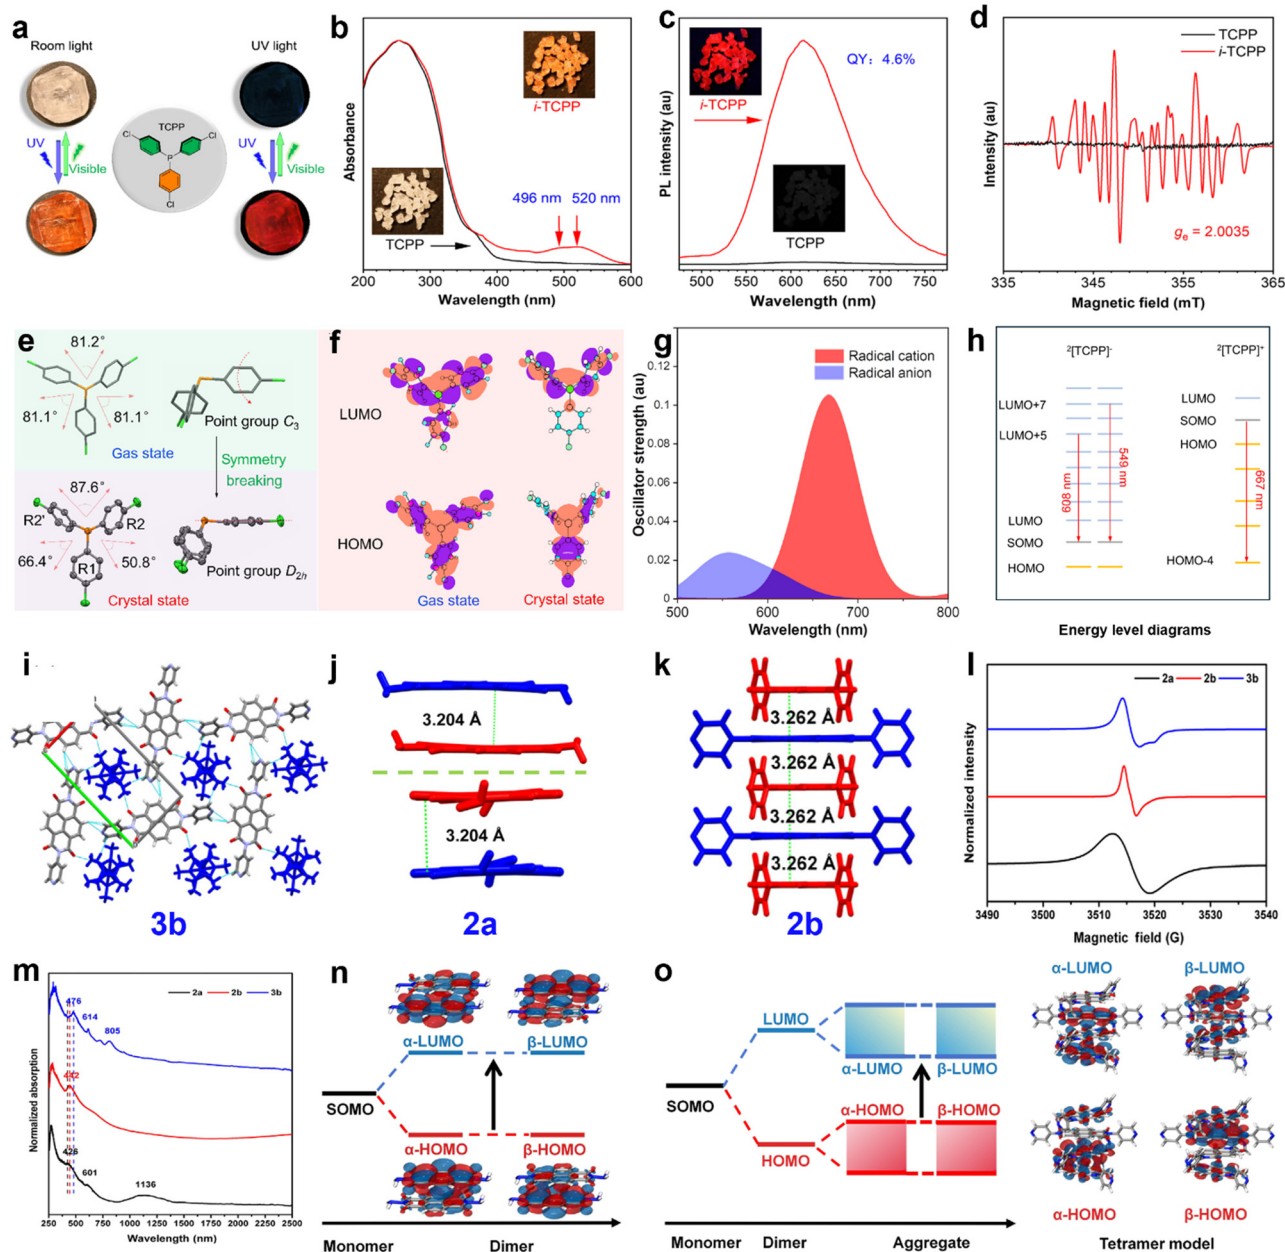 a
Room light
UV light
TCPP
Cl
Cl
P
Cl
UV
Visible
UV
Visible
b
Absorbance
i-TCPP
496 nm 520 nm
TCPP
200 300 400 500 600
Wavelength (nm)
c
PL intensity (au)
QY: 4.6%
i-TCPP
TCPP
500 550 600 650 700 750
Wavelength (nm)
d
Intensity (au)
TCPP
i-TCPP
ge = 2.0035
335 345 355 365
Magnetic field (mT)
e
81.2°
81.1° 81.1°
Gas state
Point group C3
Symmetry
breaking
87.6°
R2' R2
66.4° R1 50.8°
Crystal state
Point group D2h
f
LUMO
HOMO
Gas state Crystal state
g
Oscillator strength (au)
Radical cation
Radical anion
0.12
0.1
0.08
0.06
0.04
0.02
0
500 600 700 800
Wavelength (nm)
h
2[TCPP]- 2[TCPP]+
LUMO+7
LUMO+5
LUMO
SOMO
HOMO
608 nm
549 nm
LUMO
SOMO
HOMO
667 nm
HOMO-4
Energy level diagrams
i
3b
j
3.204 Å
3.204 Å
2a
k
3.262 Å
3.262 Å
3.262 Å
3.262 Å
2b
l
Normalized intensity
2a 2b 3b
3490 3500 3510 3520 3530 3540
Magnetic field (G)
m
Normalized absorption
2a 2b 3b
476
614
805
442
426
601
1136
250 500 750 1000 1250 1500 1750 2000 2250 2500
Wavelength (nm)
n
α-LUMO β-LUMO
SOMO
α-HOMO β-HOMO
Monomer Dimer
o
LUMO
α-LUMO β-LUMO
SOMO
α-HOMO β-HOMO
HOMO
Monomer Dimer Aggregate
α-LUMO β-LUMO
α-HOMO β-HOMO
Tetramer model